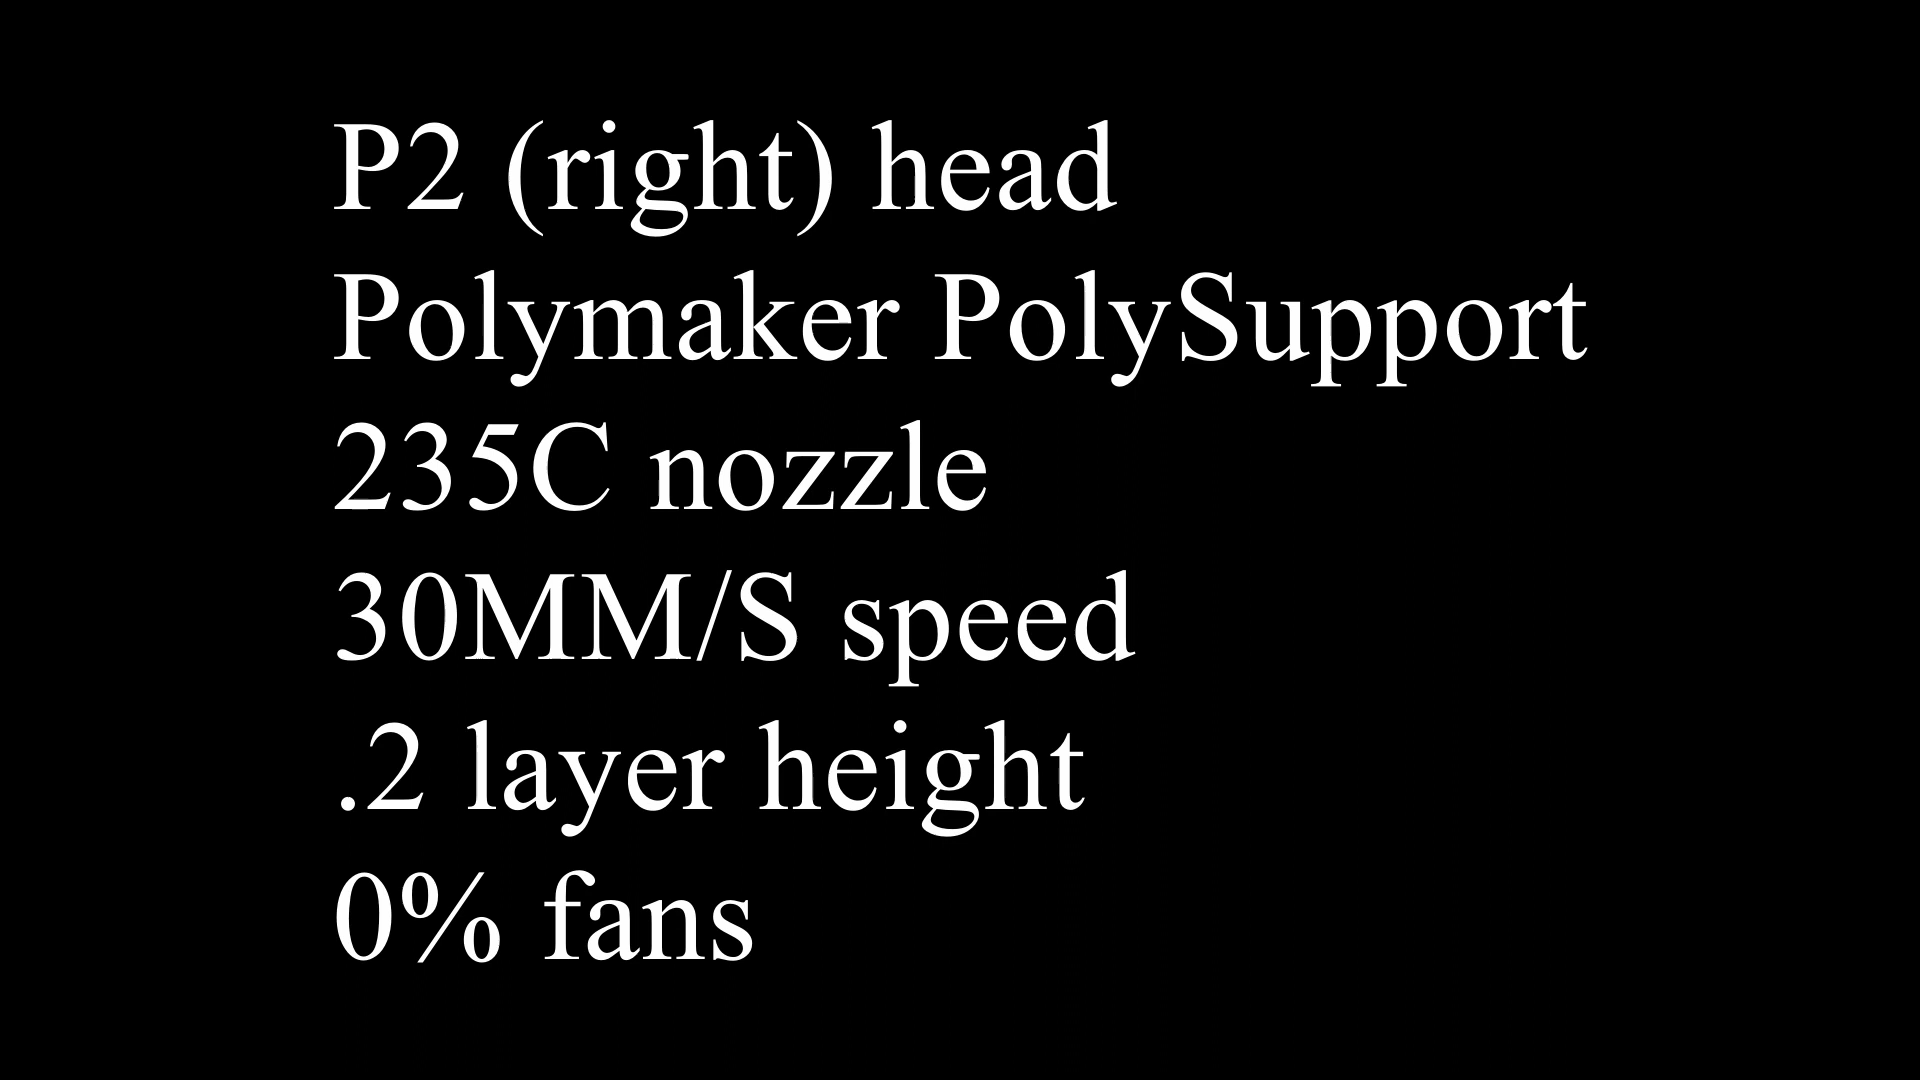 P2 (right) head
Polymaker PolySupport
235C nozzle
30MM/S speed
.2 layer height
0% fans